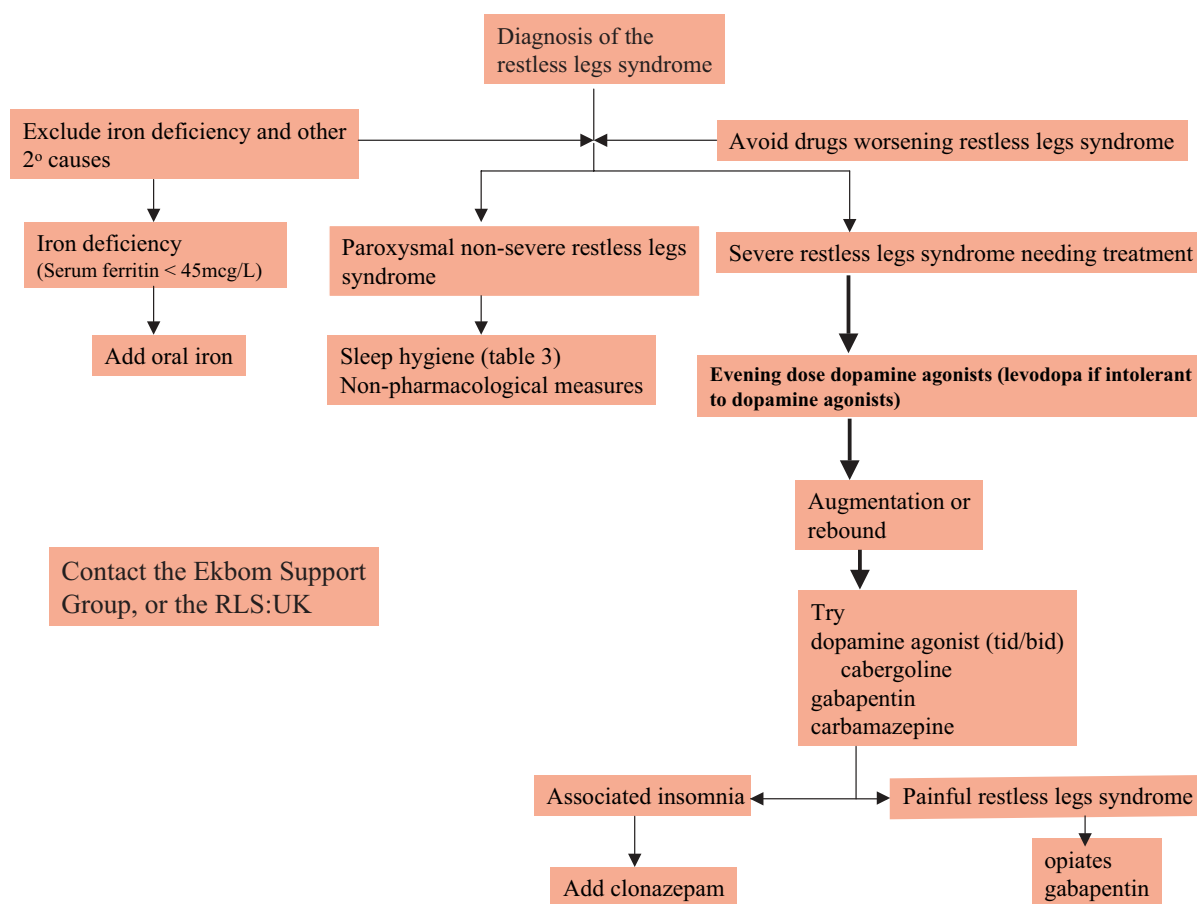 Diagnosis of the
restless legs syndrome
Exclude iron deficiency and other
2º causes
Avoid drugs worsening restless legs syndrome
Iron deficiency
(Serum ferritin < 45mcg/L)
Paroxysmal non-severe restless legs
syndrome
Severe restless legs syndrome needing treatment
Add oral iron
Sleep hygiene (table 3)
Non-pharmacological measures
Evening dose dopamine agonists (levodopa if intolerant
to dopamine agonists)
Augmentation or
rebound
Contact the Ekbom Support
Group, or the RLS:UK
Try
dopamine agonist (tid/bid)
cabergoline
gabapentin
carbamazepine
Associated insomnia
Painful restless legs syndrome
Add clonazepam
opiates
gabapentin